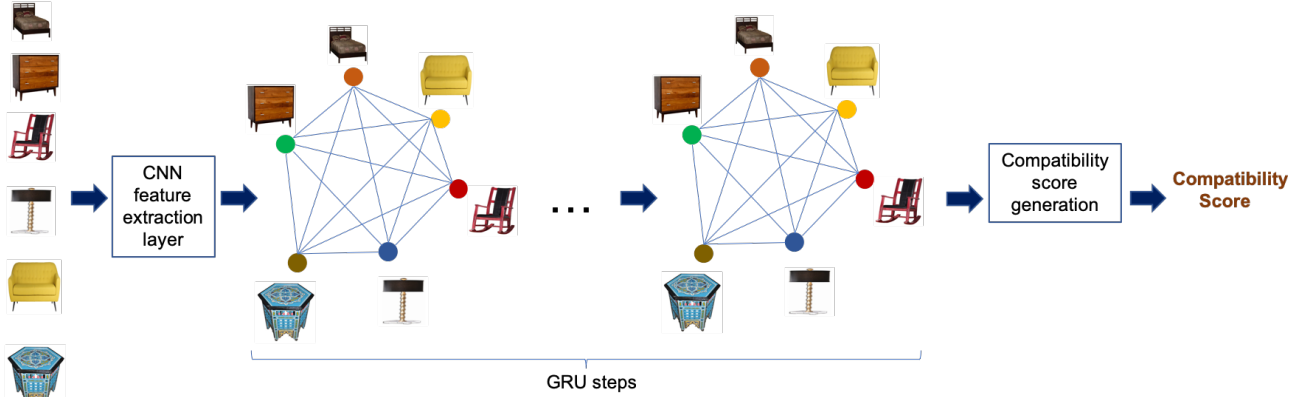 CNN
feature
extraction
layer
...
GRU steps
Compatibility
score
generation
Compatibility
Score